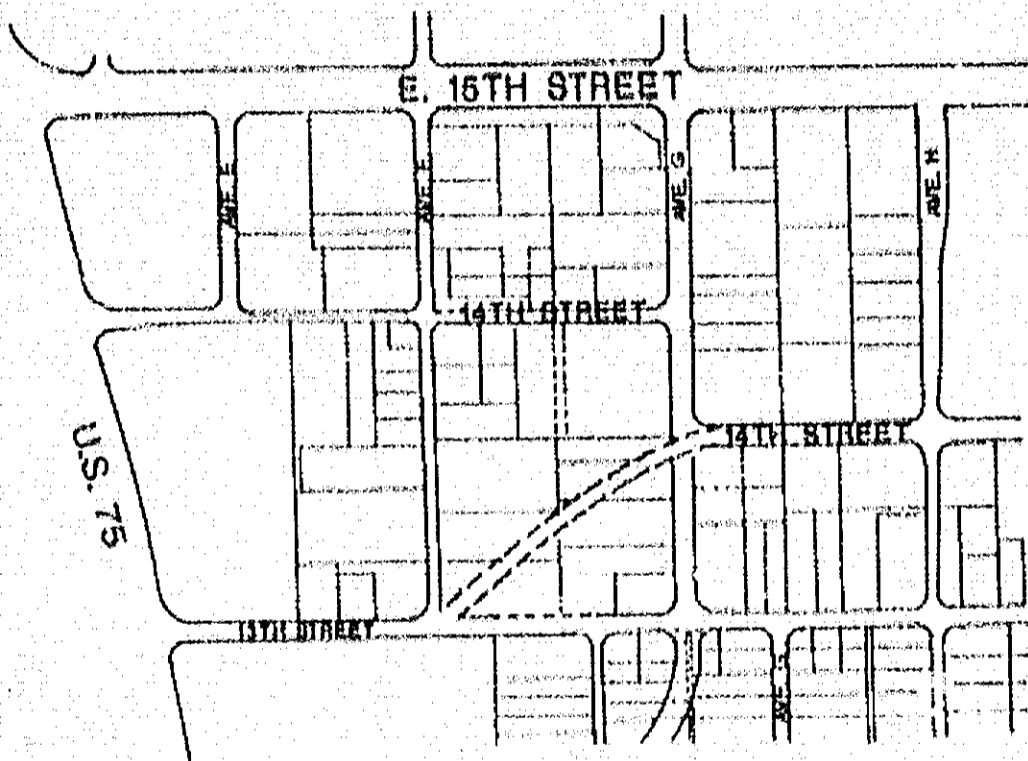 E. 15TH STREET
AVE. E
AVE. F
AVE. G
AVE. H
14TH STREET
14TH STREET
U.S. 75
13TH STREET